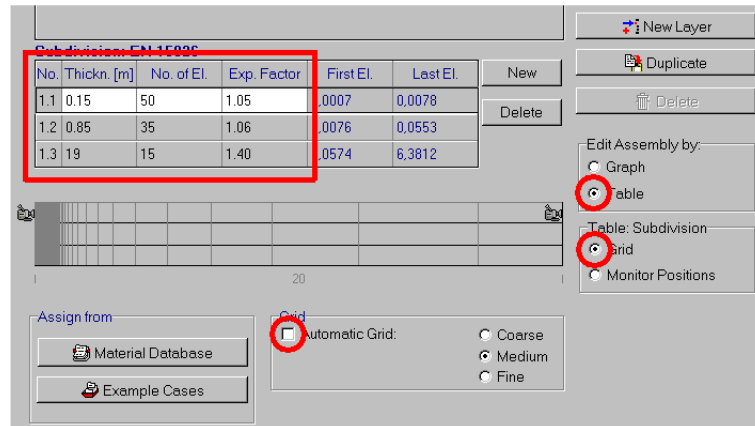 New Layer
Subdivision: EN 15026
Duplicate
No. Thickn. [m] No. of El. Exp. Factor First El. Last El.
New
1.1 0.15 50 1.05 ,0007 0,0078
Delete
Delete
1.2 0.85 35 1.06 ,0076 0,0553
1.3 19 15 1.40 ,0574 6,3812
Edit Assembly by:
Graph
Table
Table: Subdivision
Grid
Monitor Positions
20
Assign from
Material Database
Example Cases
Grid
Automatic Grid:
Coarse
Medium
Fine